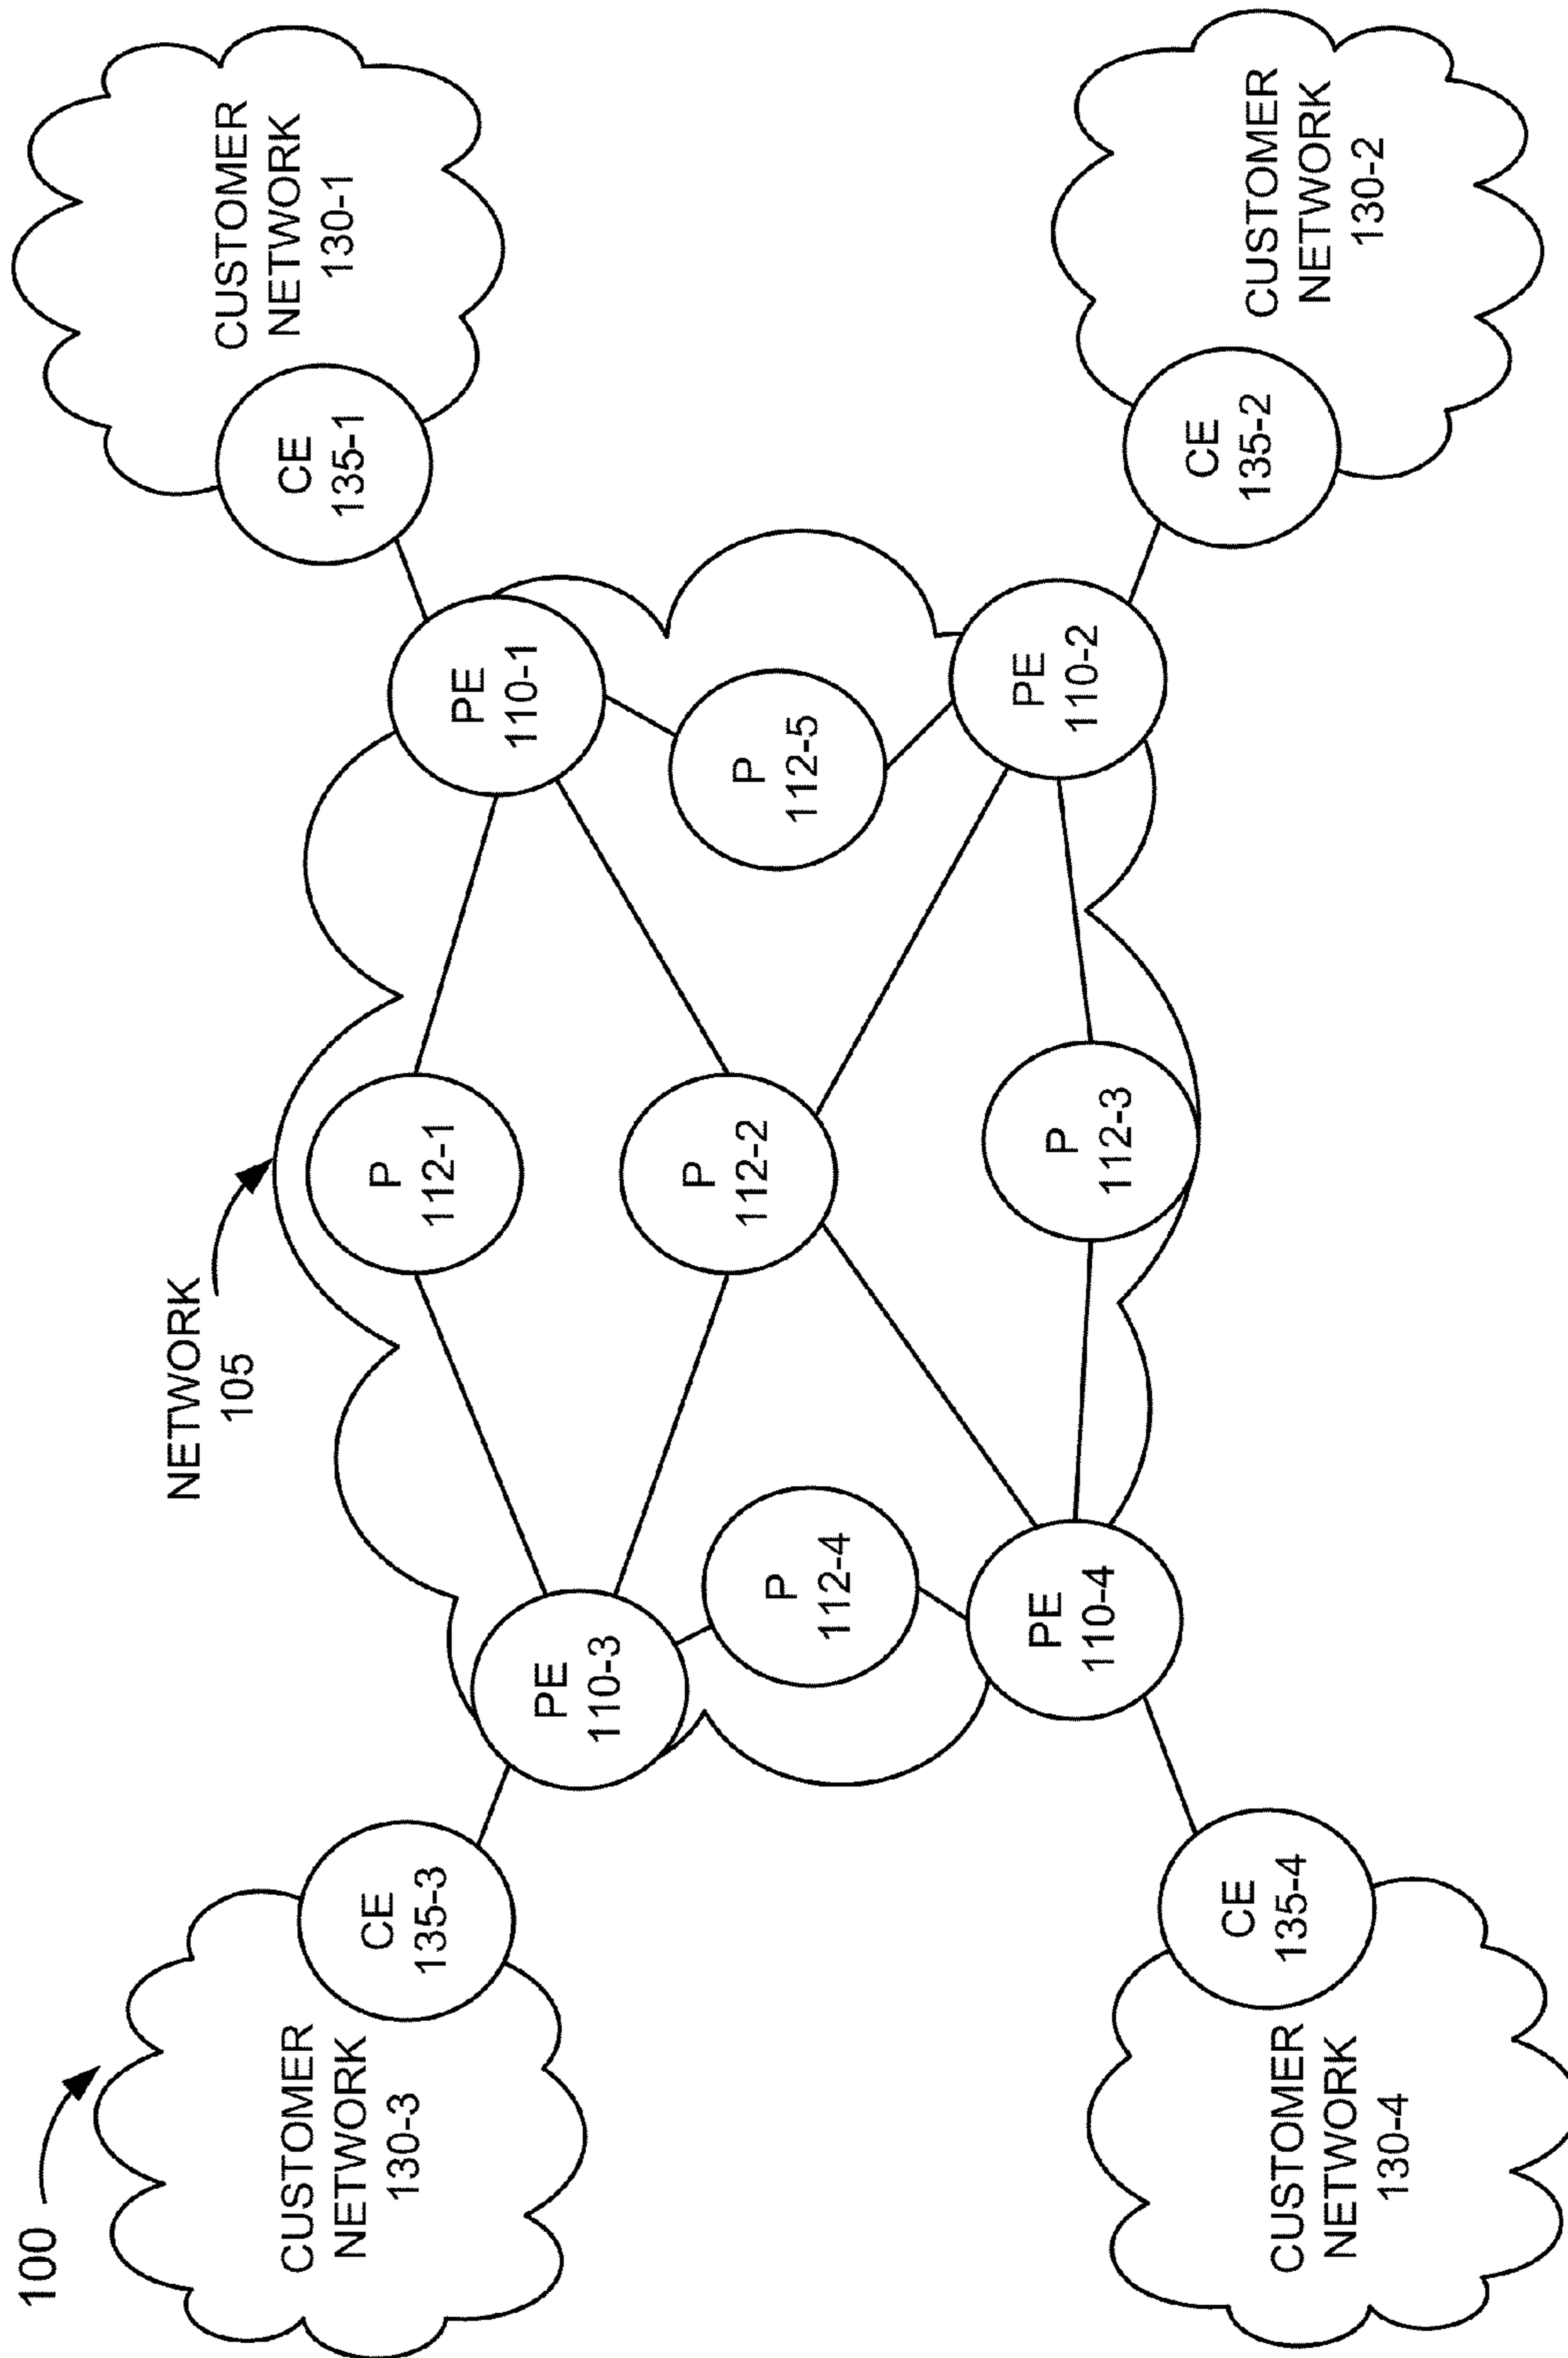 100
NETWORK
105
CUSTOMER
NETWORK
130-3
CE
135-3
PE
110-3
P
112-1
PE
110-1
CE
135-1
CUSTOMER
NETWORK
130-1
P
112-4
P
112-2
P
112-5
CUSTOMER
NETWORK
130-4
CE
135-4
PE
110-4
P
112-3
PE
110-2
CE
135-2
CUSTOMER
NETWORK
130-2